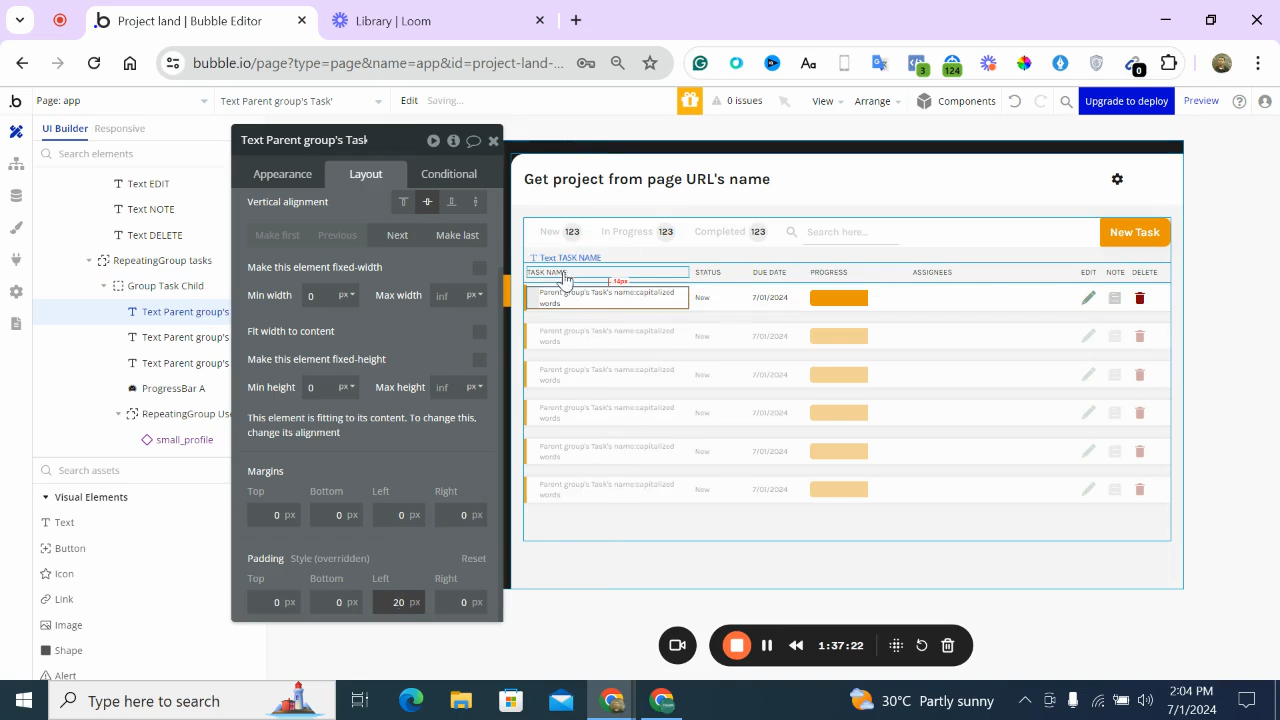 Project land | Bubble Editor
Library | Loom
bubble.io/page?type=page&name=app&id=project-land-...
3
124
0
Page: app
Text Parent group's Task'
Edit
Saving...
0 issues
View
Arrange
Components
Upgrade to deploy
Preview
UI Builder
Responsive
Search elements
Text EDIT
Text NOTE
Text DELETE
RepeatingGroup tasks
Group Task Child
Text Parent group's
Text Parent group's
Text Parent group's
ProgressBar A
RepeatingGroup Use
small_profile
Search assets
Visual Elements
Text
Button
Icon
Link
Image
Shape
Alert
Text Parent group's Task
Appearance
Layout
Conditional
Vertical alignment
Make first
Previous
Next
Make last
Make this element fixed-width
Min width 0 px
Max width inf px
Fit width to content
Make this element fixed-height
Min height 0 px
Max height inf px
This element is fitting to its content. To change this,
change its alignment
Margins
Top Bottom Left Right
0 px 0 px 0 px 0 px
Padding Style (overridden) Reset
Top Bottom Left Right
0 px 0 px 20 px 0 px
Get project from page URL's name
New 123 In Progress 123 Completed 123 Search here... New Task
Text TASK NAME
TASK NAME STATUS DUE DATE PROGRESS ASSIGNEES EDIT NOTE DELETE
14px
Parent group's Task's name:capitalized
words
New 7/01/2024
Parent group's Task's name:capitalized
words
New 7/01/2024
Parent group's Task's name:capitalized
words
New 7/01/2024
Parent group's Task's name:capitalized
words
New 7/01/2024
Parent group's Task's name:capitalized
words
New 7/01/2024
Parent group's Task's name:capitalized
words
New 7/01/2024
1:37:22
Type here to search
30°C Partly sunny
2:04 PM
7/1/2024